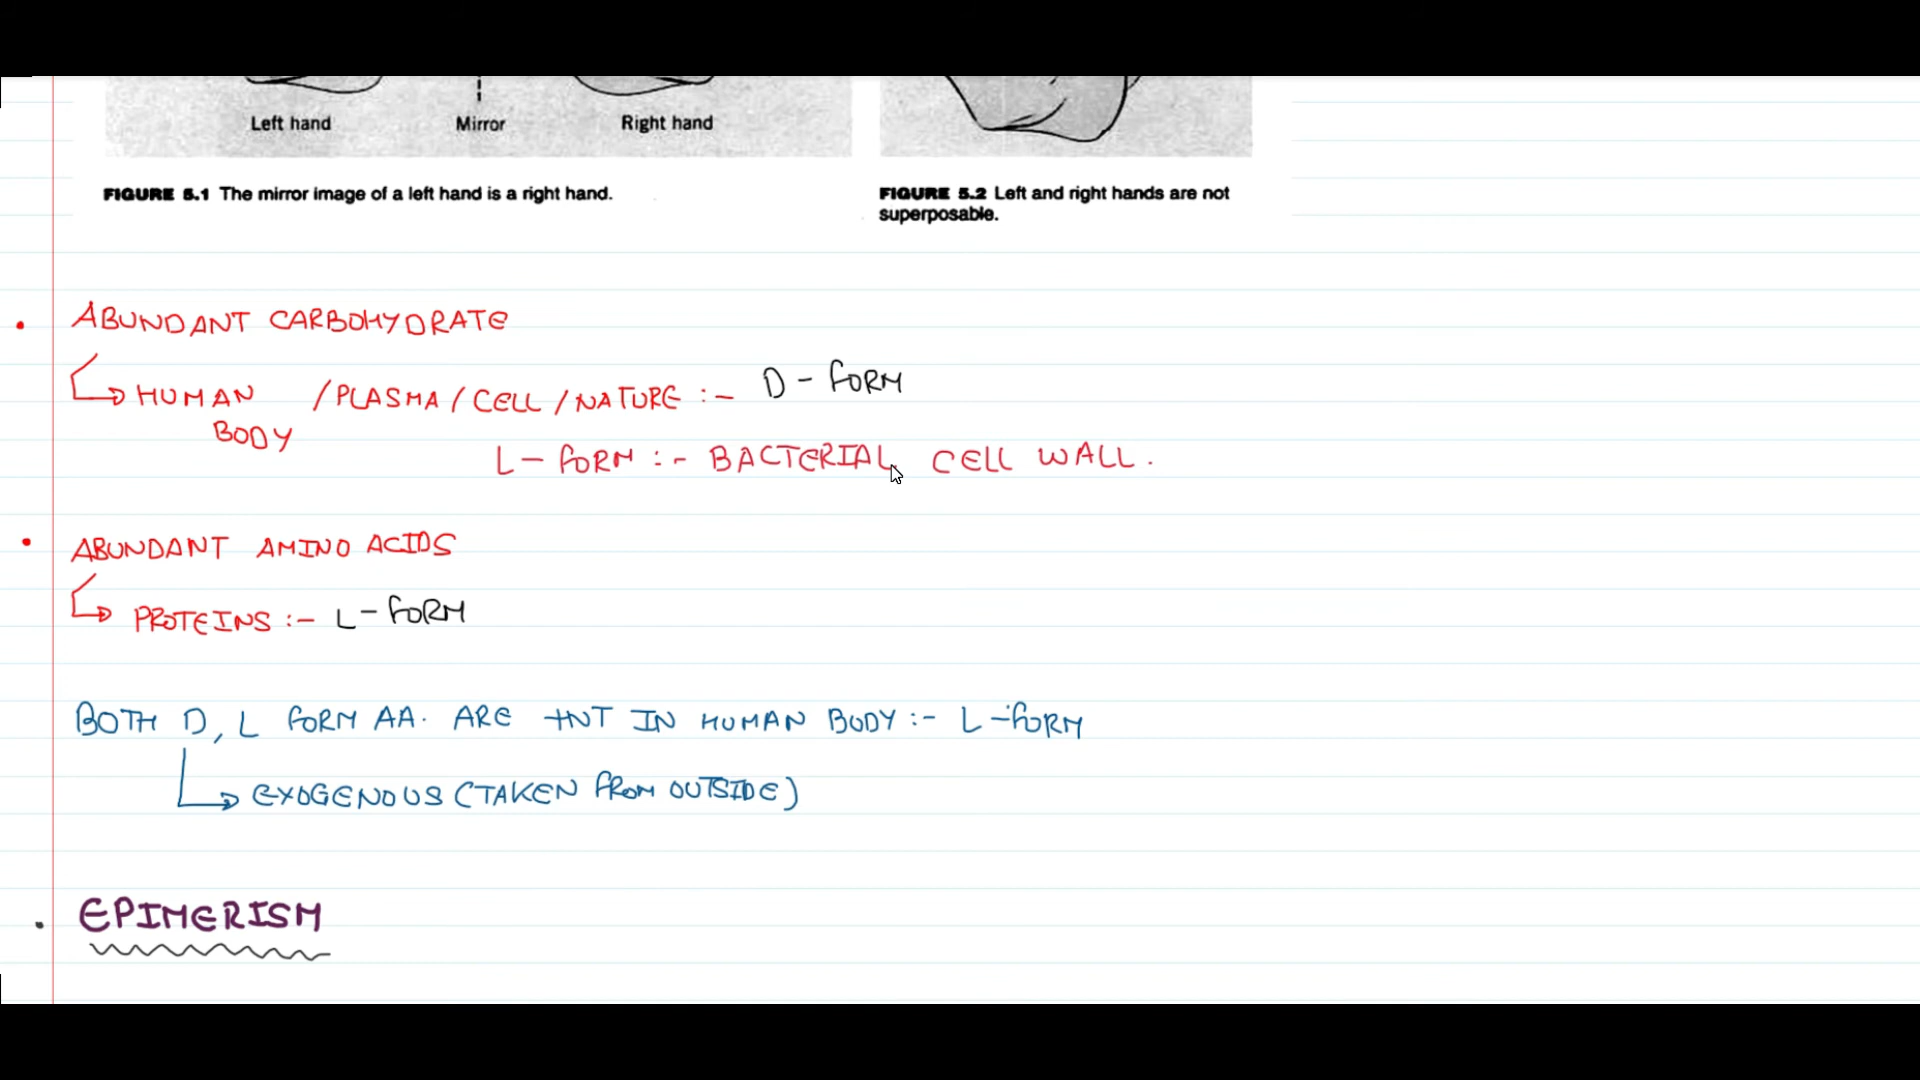 Left hand Mirror Right hand
FIGURE 5.1 The mirror image of a left hand is a right hand.
FIGURE 5.2 Left and right hands are not
superposable.
• ABUNDANT CARBOHYDRATE
HUMAN BODY /PLASMA/CELL/NATURE :- D-FORM
L-FORM :- BACTERIAL CELL WALL.
• ABUNDANT AMINO ACIDS
PROTEINS :- L-FORM
BOTH D, L FORM AA. ARE +NT IN HUMAN BODY :- L-FORM
EXOGENOUS (TAKEN FROM OUTSIDE)
• EPIMERISM